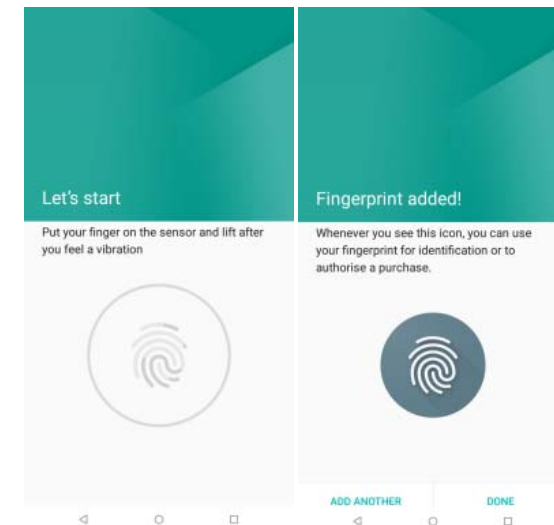 Let's start
Put your finger on the sensor and lift after
you feel a vibration
Fingerprint added!
Whenever you see this icon, you can use
your fingerprint for identification or to
authorise a purchase.
ADD ANOTHER
DONE